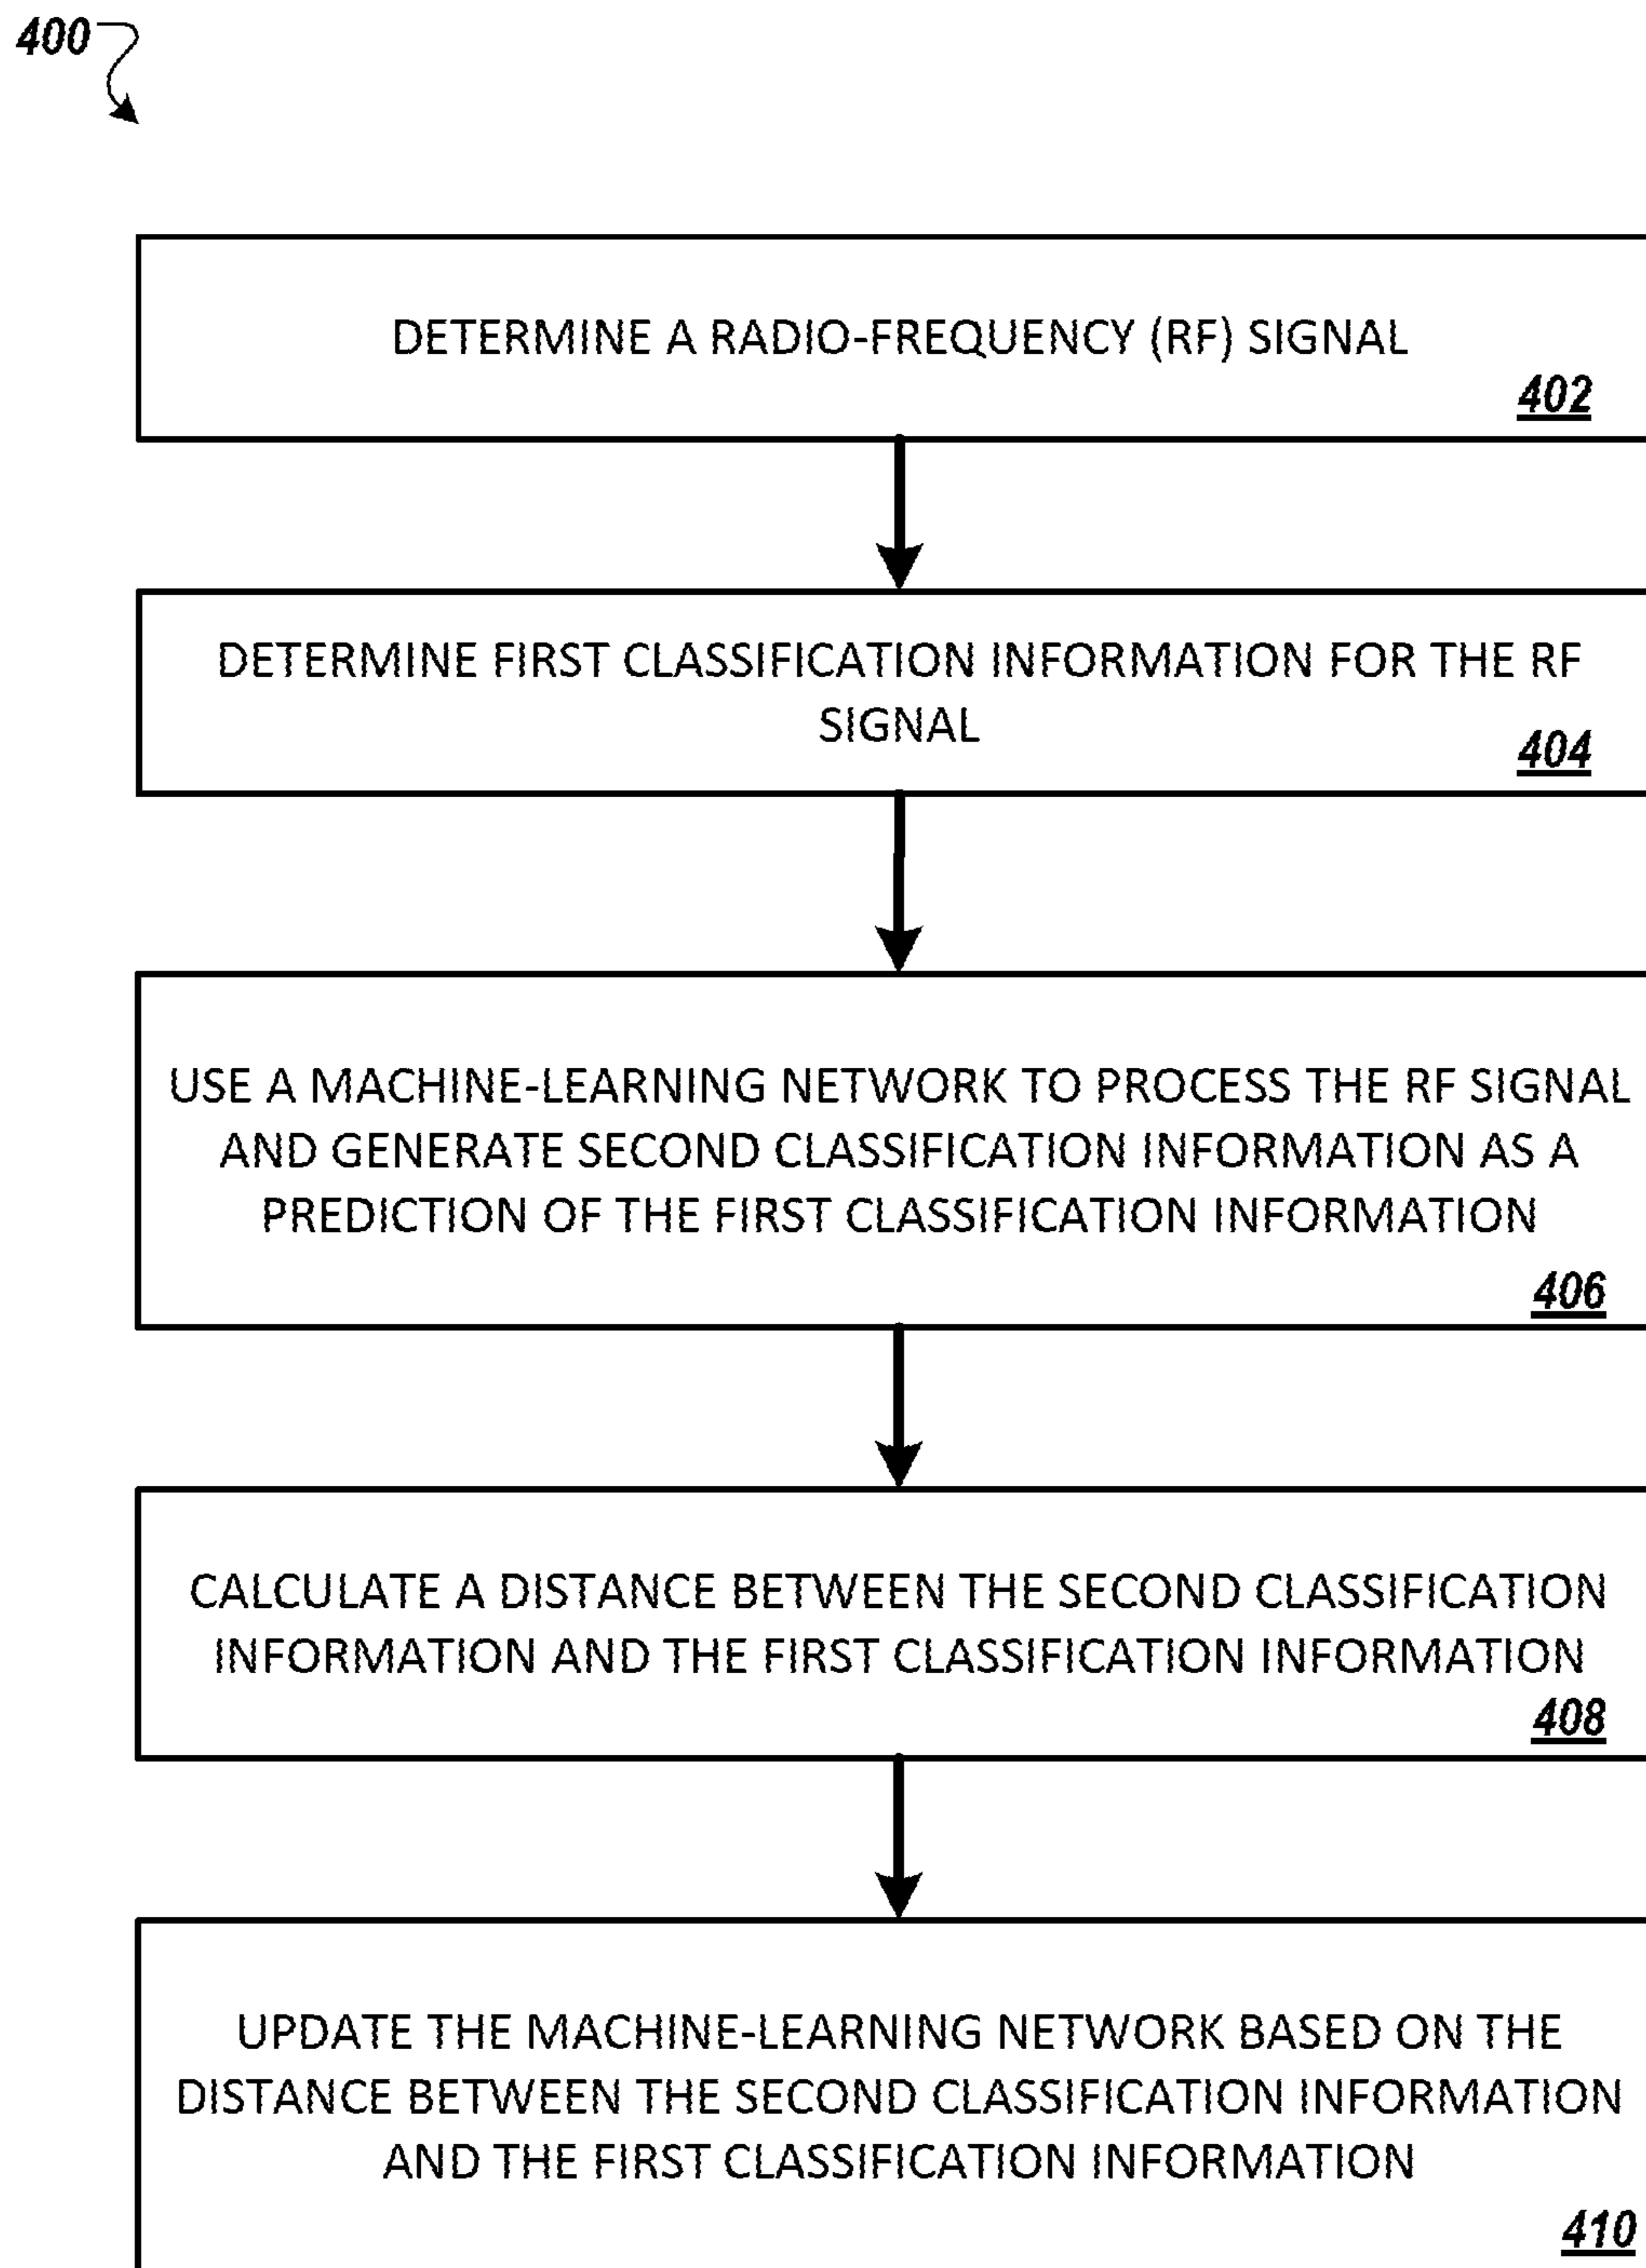 400
DETERMINE A RADIO-FREQUENCY (RF) SIGNAL
402
DETERMINE FIRST CLASSIFICATION INFORMATION FOR THE RF
SIGNAL
404
USE A MACHINE-LEARNING NETWORK TO PROCESS THE RF SIGNAL
AND GENERATE SECOND CLASSIFICATION INFORMATION AS A
PREDICTION OF THE FIRST CLASSIFICATION INFORMATION
406
CALCULATE A DISTANCE BETWEEN THE SECOND CLASSIFICATION
INFORMATION AND THE FIRST CLASSIFICATION INFORMATION
408
UPDATE THE MACHINE-LEARNING NETWORK BASED ON THE
DISTANCE BETWEEN THE SECOND CLASSIFICATION INFORMATION
AND THE FIRST CLASSIFICATION INFORMATION
410